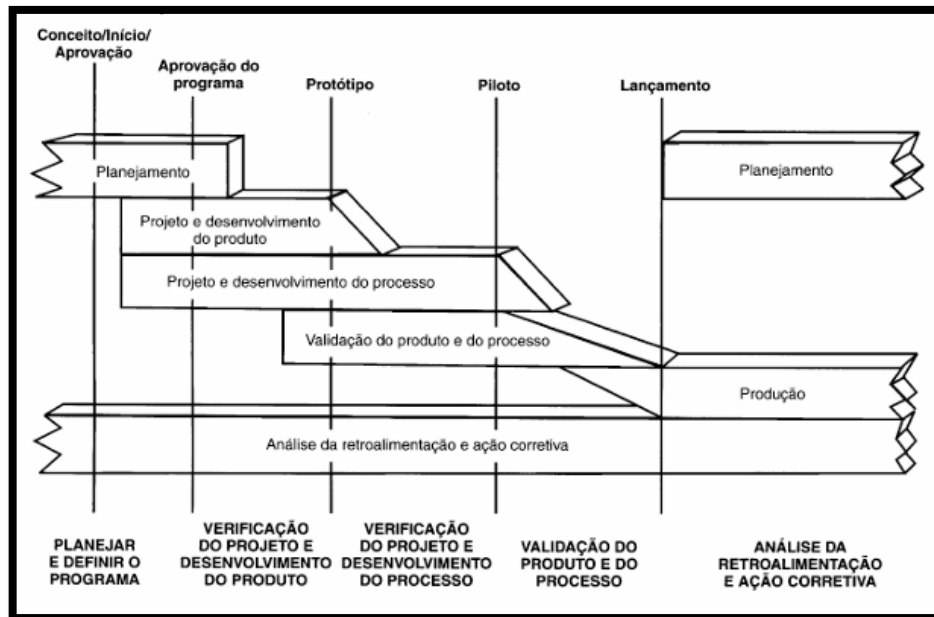 Conceito/Início/
Aprovação
Aprovação do
programa
Protótipo
Piloto
Lançamento
Planejamento
Planejamento
Projeto e desenvolvimento
do produto
Projeto e desenvolvimento do processo
Validação do produto e do processo
Produção
Análise da retroalimentação e ação corretiva
PLANEJAR
E DEFINIR O
PROGRAMA
VERIFICAÇÃO
DO PROJETO E
DESENVOLVIMENTO
DO PRODUTO
VERIFICAÇÃO
DO PROJETO E
DESENVOLVIMENTO
DO PROCESSO
VALIDAÇÃO DO
PRODUTO E DO
PROCESSO
ANÁLISE DA
RETROALIMENTAÇÃO
E AÇÃO CORRETIVA